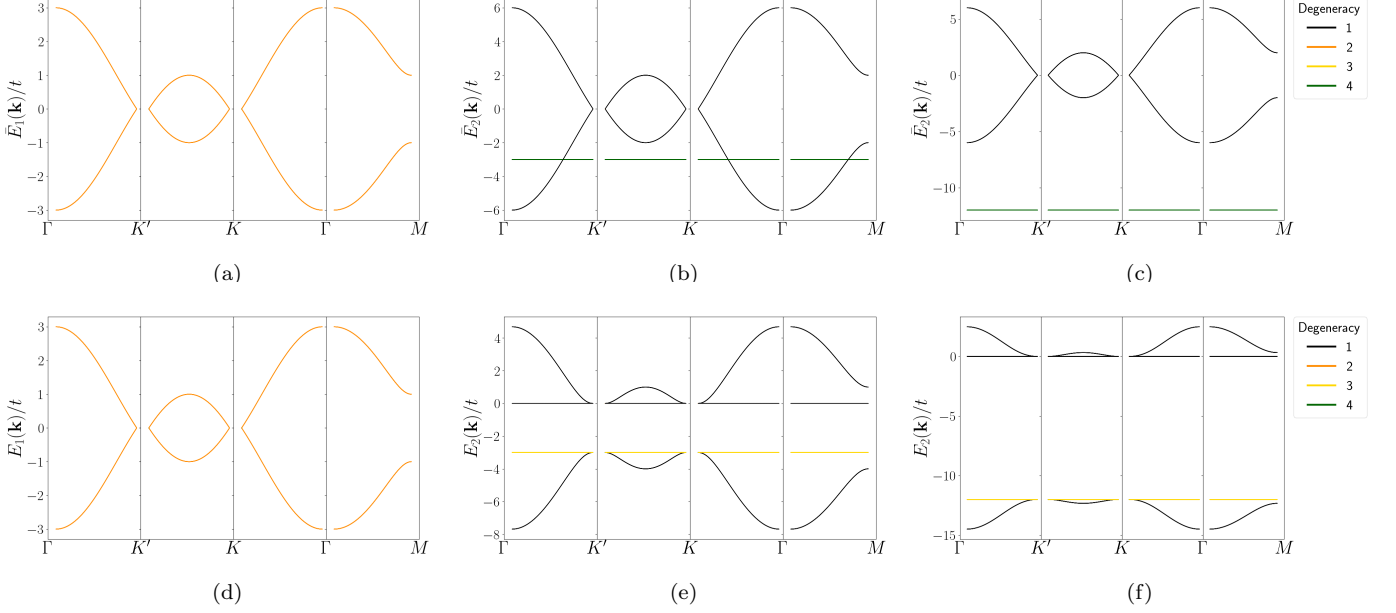 3
2
1
0
−1
−2
−3
Ē₁(𝐤)/t
Γ K′ K Γ M
(a)
6
4
2
0
−2
−4
−6
Ē₂(𝐤)/t
Γ K′ K Γ M
(b)
5
0
−5
−10
Ē₂(𝐤)/t
Γ K′ K Γ M
(c)
Degeneracy
1
2
3
4
3
2
1
0
−1
−2
−3
E₁(𝐤)/t
Γ K′ K Γ M
(d)
4
2
0
−2
−4
−6
−8
E₂(𝐤)/t
Γ K′ K Γ M
(e)
0
−5
−10
−15
E₂(𝐤)/t
Γ K′ K Γ M
(f)
Degeneracy
1
2
3
4